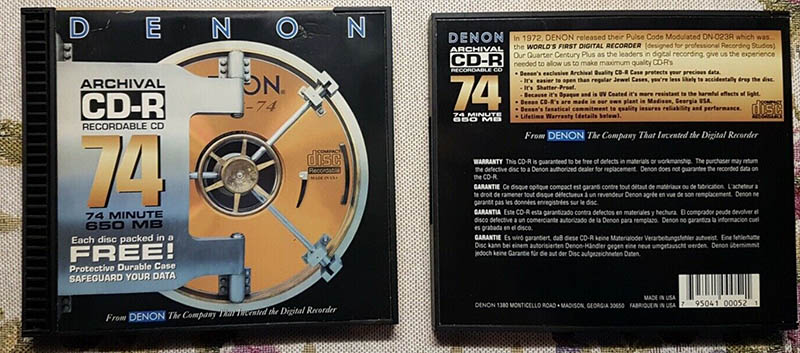 DENON
ARCHIVAL
CD-R
RECORDABLE CD
74
74 MINUTE
650 MB
Each disc packed in a
FREE!
Protective Durable Case
SAFEGUARD YOUR DATA
DENON®
-74
COMPACT
disc
Recordable
MADE IN U.S.A.
From DENON The Company That Invented the Digital Recorder
DENON
ARCHIVAL
CD-R
RECORDABLE CD
74
74 MINUTE
650 MB
In 1972, DENON released their Pulse Code Modulated DN-023R which was...
the WORLD'S FIRST DIGITAL RECORDER (designed for professional Recording Studios).
Our Quarter Century Plus as the leaders in digital recording, give us the experience
needed to allow us to make maximum quality CD-R's
• Denon's exclusive Archival Quality CD-R Case protects your precious data.
- It's easier to open than regular Jewel Cases, you're less likely to accidentally drop the disc.
- It's Shatter-Proof.
- Because it's Opaque and is UV Coated it's more resistant to the harmful effects of light.
• Denon CD-R's are made in our own plant in Madison, Georgia USA.
• Denon's fanatical commitment to quality insures reliability and performance.
• Lifetime Warranty (details below).
disc
From DENON The Company That Invented the Digital Recorder
WARRANTY This CD-R is guaranteed to be free of defects in materials or workmanship. The purchaser may return
the defective disc to a Denon authorized dealer for replacement. Denon does not guarantee the recorded data on
the CD-R.
GARANTIE Ce disque optique compact est garanti contre tout défaut de matériaux ou de fabrication. L'acheteur a
le droit de ramener tout disque défectueux à un revendeur Denon agréé en vue de son remplacement. Denon ne
garantit pas les données enregistrées sur le disque.
GARANTIA Este CD-R esta garantizado contra defectos en materiales y hechura. El comprador peude devolver el
disco defectivo a un comerciante autorizado de la Denon para remplazo. Denon no garantiza la informacion cuel
es grabada en el disco.
GARANTIE Es wird garantiert, daß diese CD-R keine Materialoder Verarbeitungsfehler aufweist. Eine fehlerhafte
Disc kann bei einem autorisierten Denon-Händler gegen eine neue umgetauscht werden. Denon übernimmt
jedoch keine Garantie für die auf der Disc aufgezeichneten Daten.
MADE IN USA
DENON 1380 MONTICELLO ROAD • MADISON, GEORGIA 30650 FABRIQUE IN U.S.A.
7 95041 00052 1